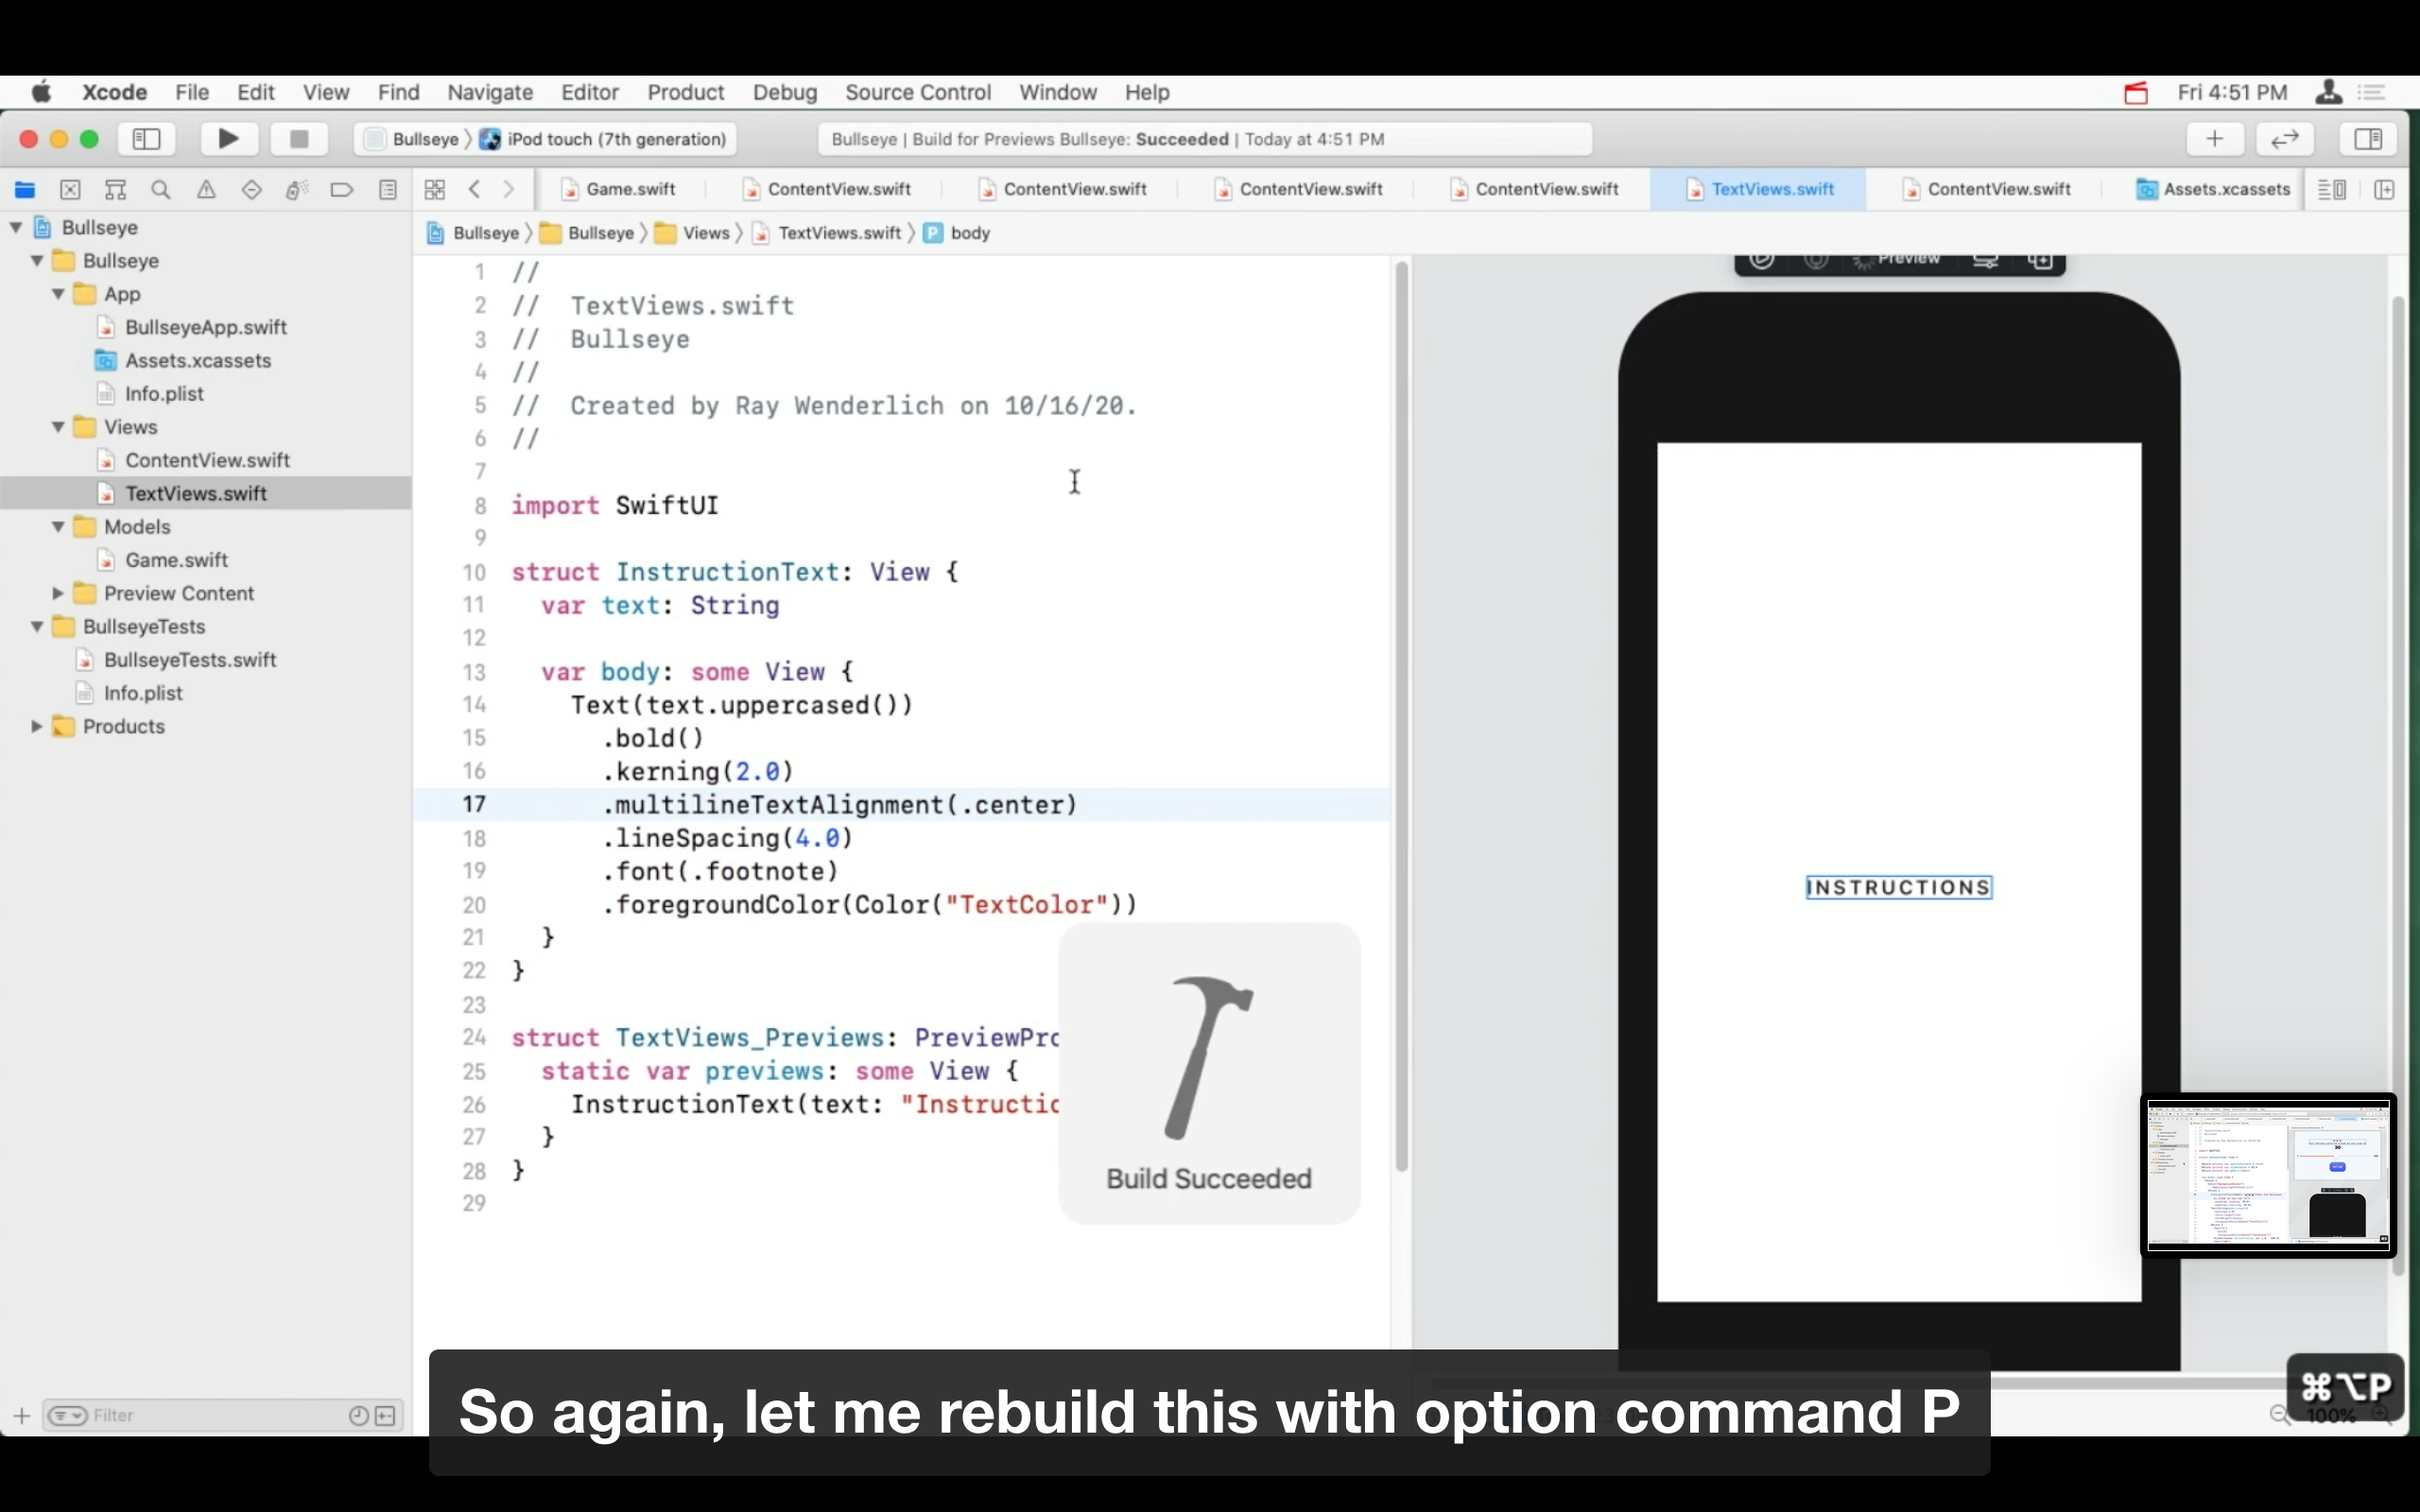 Xcode File Edit View Find Navigate Editor Product Debug Source Control Window Help Fri 4:51 PM
Bullseye iPod touch (7th generation) Bullseye | Build for Previews Bullseye: Succeeded | Today at 4:51 PM
Game.swift ContentView.swift ContentView.swift ContentView.swift ContentView.swift TextViews.swift ContentView.swift Assets.xcassets
Bullseye Bullseye Views TextViews.swift P body
Bullseye
Bullseye
App
BullseyeApp.swift
Assets.xcassets
Info.plist
Views
ContentView.swift
TextViews.swift
Models
Game.swift
Preview Content
BullseyeTests
BullseyeTests.swift
Info.plist
Products
Filter
1 //
2 // TextViews.swift
3 // Bullseye
4 //
5 // Created by Ray Wenderlich on 10/16/20.
6 //
7
8 import SwiftUI
9
10 struct InstructionText: View {
11 var text: String
12
13 var body: some View {
14 Text(text.uppercased())
15 .bold()
16 .kerning(2.0)
17 .multilineTextAlignment(.center)
18 .lineSpacing(4.0)
19 .font(.footnote)
20 .foregroundColor(Color("TextColor"))
21 }
22 }
23
24 struct TextViews_Previews: PreviewPro
25 static var previews: some View {
26 InstructionText(text: "Instructio
27 }
28 }
29
Build Succeeded
Preview
INSTRUCTIONS
⌘⌥P
100%
So again, let me rebuild this with option command P